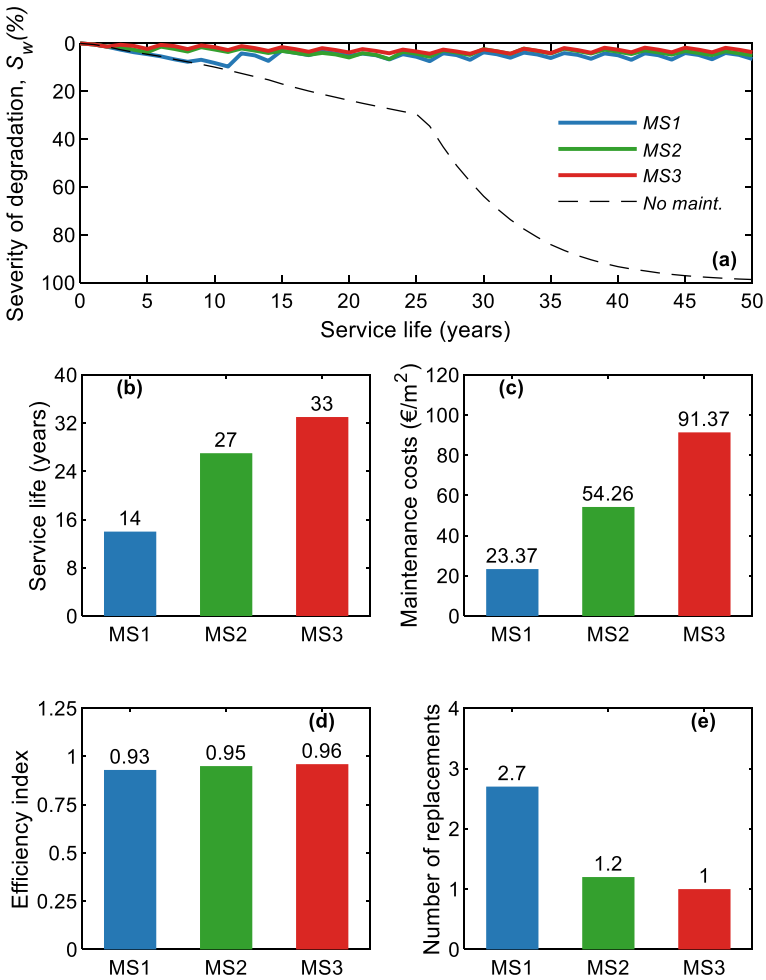 Severity of degradation, S_w(%)
0
20
40
60
80
100
MS1
MS2
MS3
No maint.
(a)
0 5 10 15 20 25 30 35 40 45 50
Service life (years)
(b)
Service life (years)
40
32
24
16
8
0
14
27
33
MS1 MS2 MS3
(c)
Maintenance costs (€/m²)
120
100
80
60
40
20
0
23.37
54.26
91.37
MS1 MS2 MS3
(d)
Efficiency index
1.25
1
0.75
0.5
0.25
0
0.93
0.95
0.96
MS1 MS2 MS3
(e)
Number of replacements
4
3
2
1
0
2.7
1.2
1
MS1 MS2 MS3